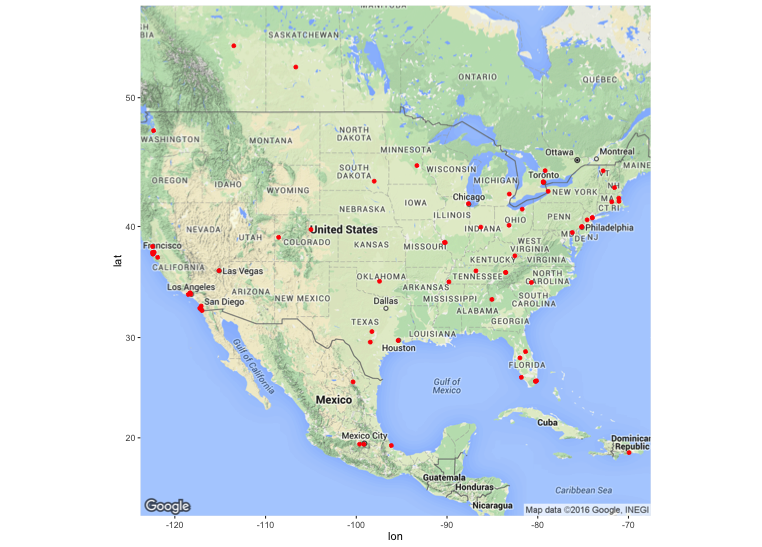 MANITOBA
SASKATCHEWAN
BIA
ONTARIO
QUÉBEC
50
WASHINGTON
MONTANA
NORTH
DAKOTA
MINNESOTA
Ottawa
Montreal
MAINE
OREGON
IDAHO
SOUTH
DAKOTA
WISCONSIN
MICHIGAN
Toronto
VT
NH
WYOMING
Chicago
NEW YORK
MA
CT RI
NEBRASKA
IOWA
ILLINOIS
OHIO
PENN
40
NEVADA
United States
INDIANA
Philadelphia
MD
DE
NJ
Francisco
UTAH
COLORADO
KANSAS
MISSOURI
WEST
VIRGINIA
VIRGINIA
KENTUCKY
CALIFORNIA
Las Vegas
OKLAHOMA
TENNESSEE
NORTH
CAROLINA
Los Angeles
ARIZONA
NEW MEXICO
ARKANSAS
MISSISSIPPI
SOUTH
CAROLINA
San Diego
Dallas
ALABAMA
TEXAS
GEORGIA
30
LOUISIANA
Houston
Gulf of California
FLORIDA
Gulf of
Mexico
Mexico
Cuba
20
Mexico City
Dominican
Republic
Guatemala
Honduras
Caribbean Sea
Nicaragua
Google
Map data ©2016 Google, INEGI
-120
-110
-100
-90
-80
-70
lon
lat